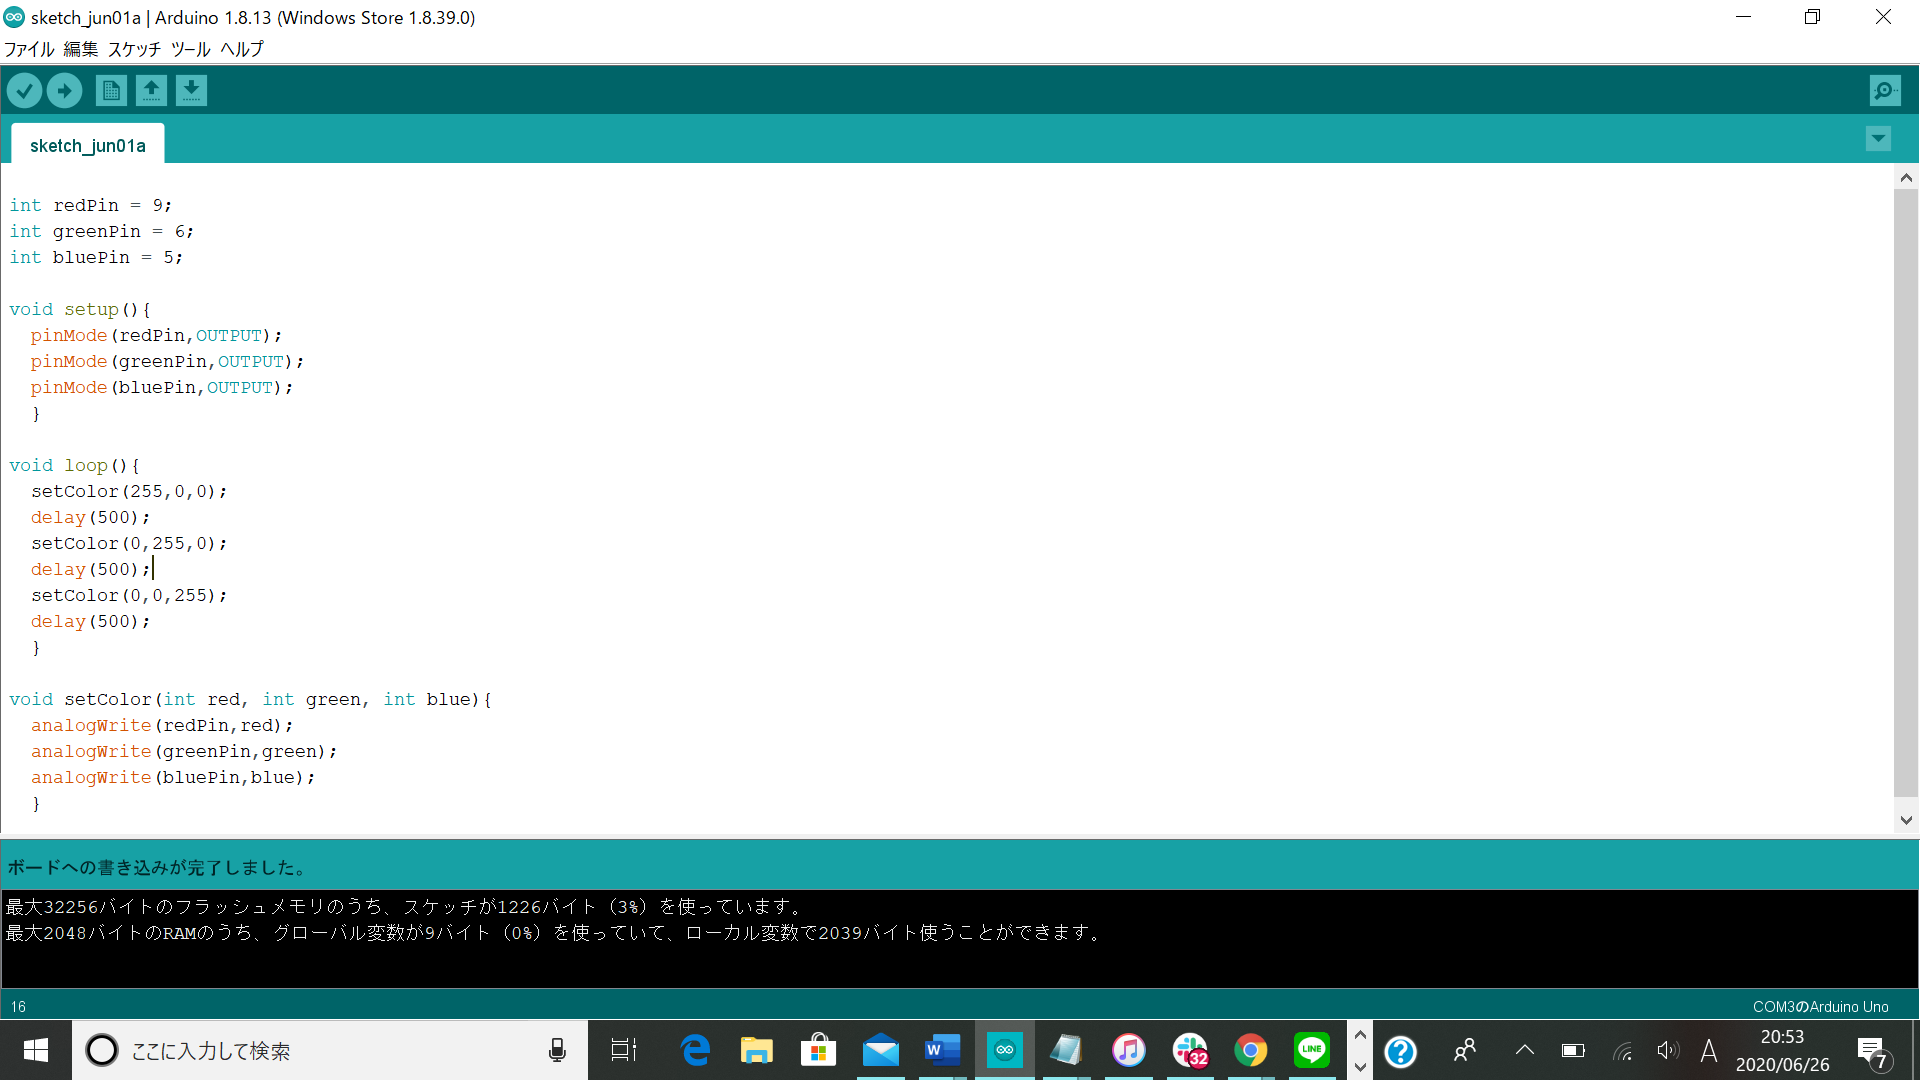 sketch_jun01a | Arduino 1.8.13 (Windows Store 1.8.39.0)
ファイル 編集 スケッチ ツール ヘルプ
sketch_jun01a
int redPin = 9;
int greenPin = 6;
int bluePin = 5;
void setup(){
  pinMode(redPin,OUTPUT);
  pinMode(greenPin,OUTPUT);
  pinMode(bluePin,OUTPUT);
  }
void loop(){
  setColor(255,0,0);
  delay(500);
  setColor(0,255,0);
  delay(500);
  setColor(0,0,255);
  delay(500);
  }
void setColor(int red, int green, int blue){
  analogWrite(redPin,red);
  analogWrite(greenPin,green);
  analogWrite(bluePin,blue);
  }
ボードへの書き込みが完了しました。
最大32256バイトのフラッシュメモリのうち、スケッチが1226バイト（3%）を使っています。
最大2048バイトのRAMのうち、グローバル変数が9バイト（0%）を使っていて、ローカル変数で2039バイト使うことができます。
16
COM3のArduino Uno
ここに入力して検索
W
32
LINE
?
A
20:53
2020/06/26
7